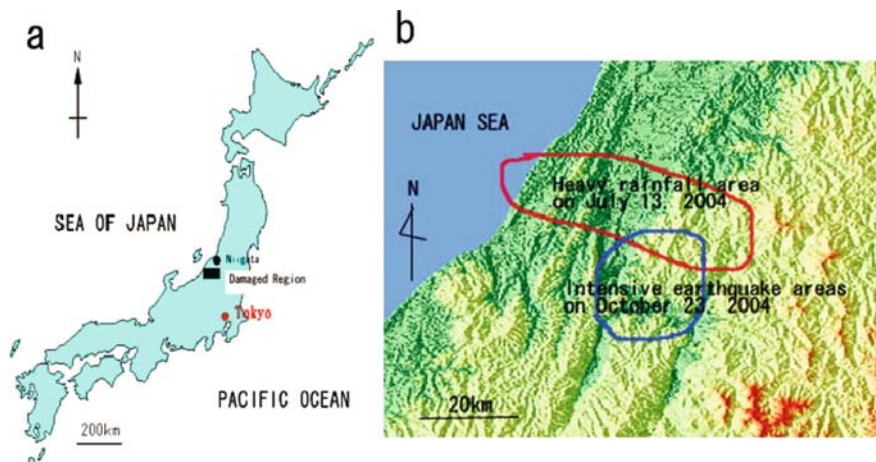 a
N
SEA OF JAPAN
Niigata
Damaged Region
Tokyo
PACIFIC OCEAN
200km
b
JAPAN SEA
N
Heavy rainfall area
on July 13, 2004
Intensive earthquake areas
on October 23, 2004
20km